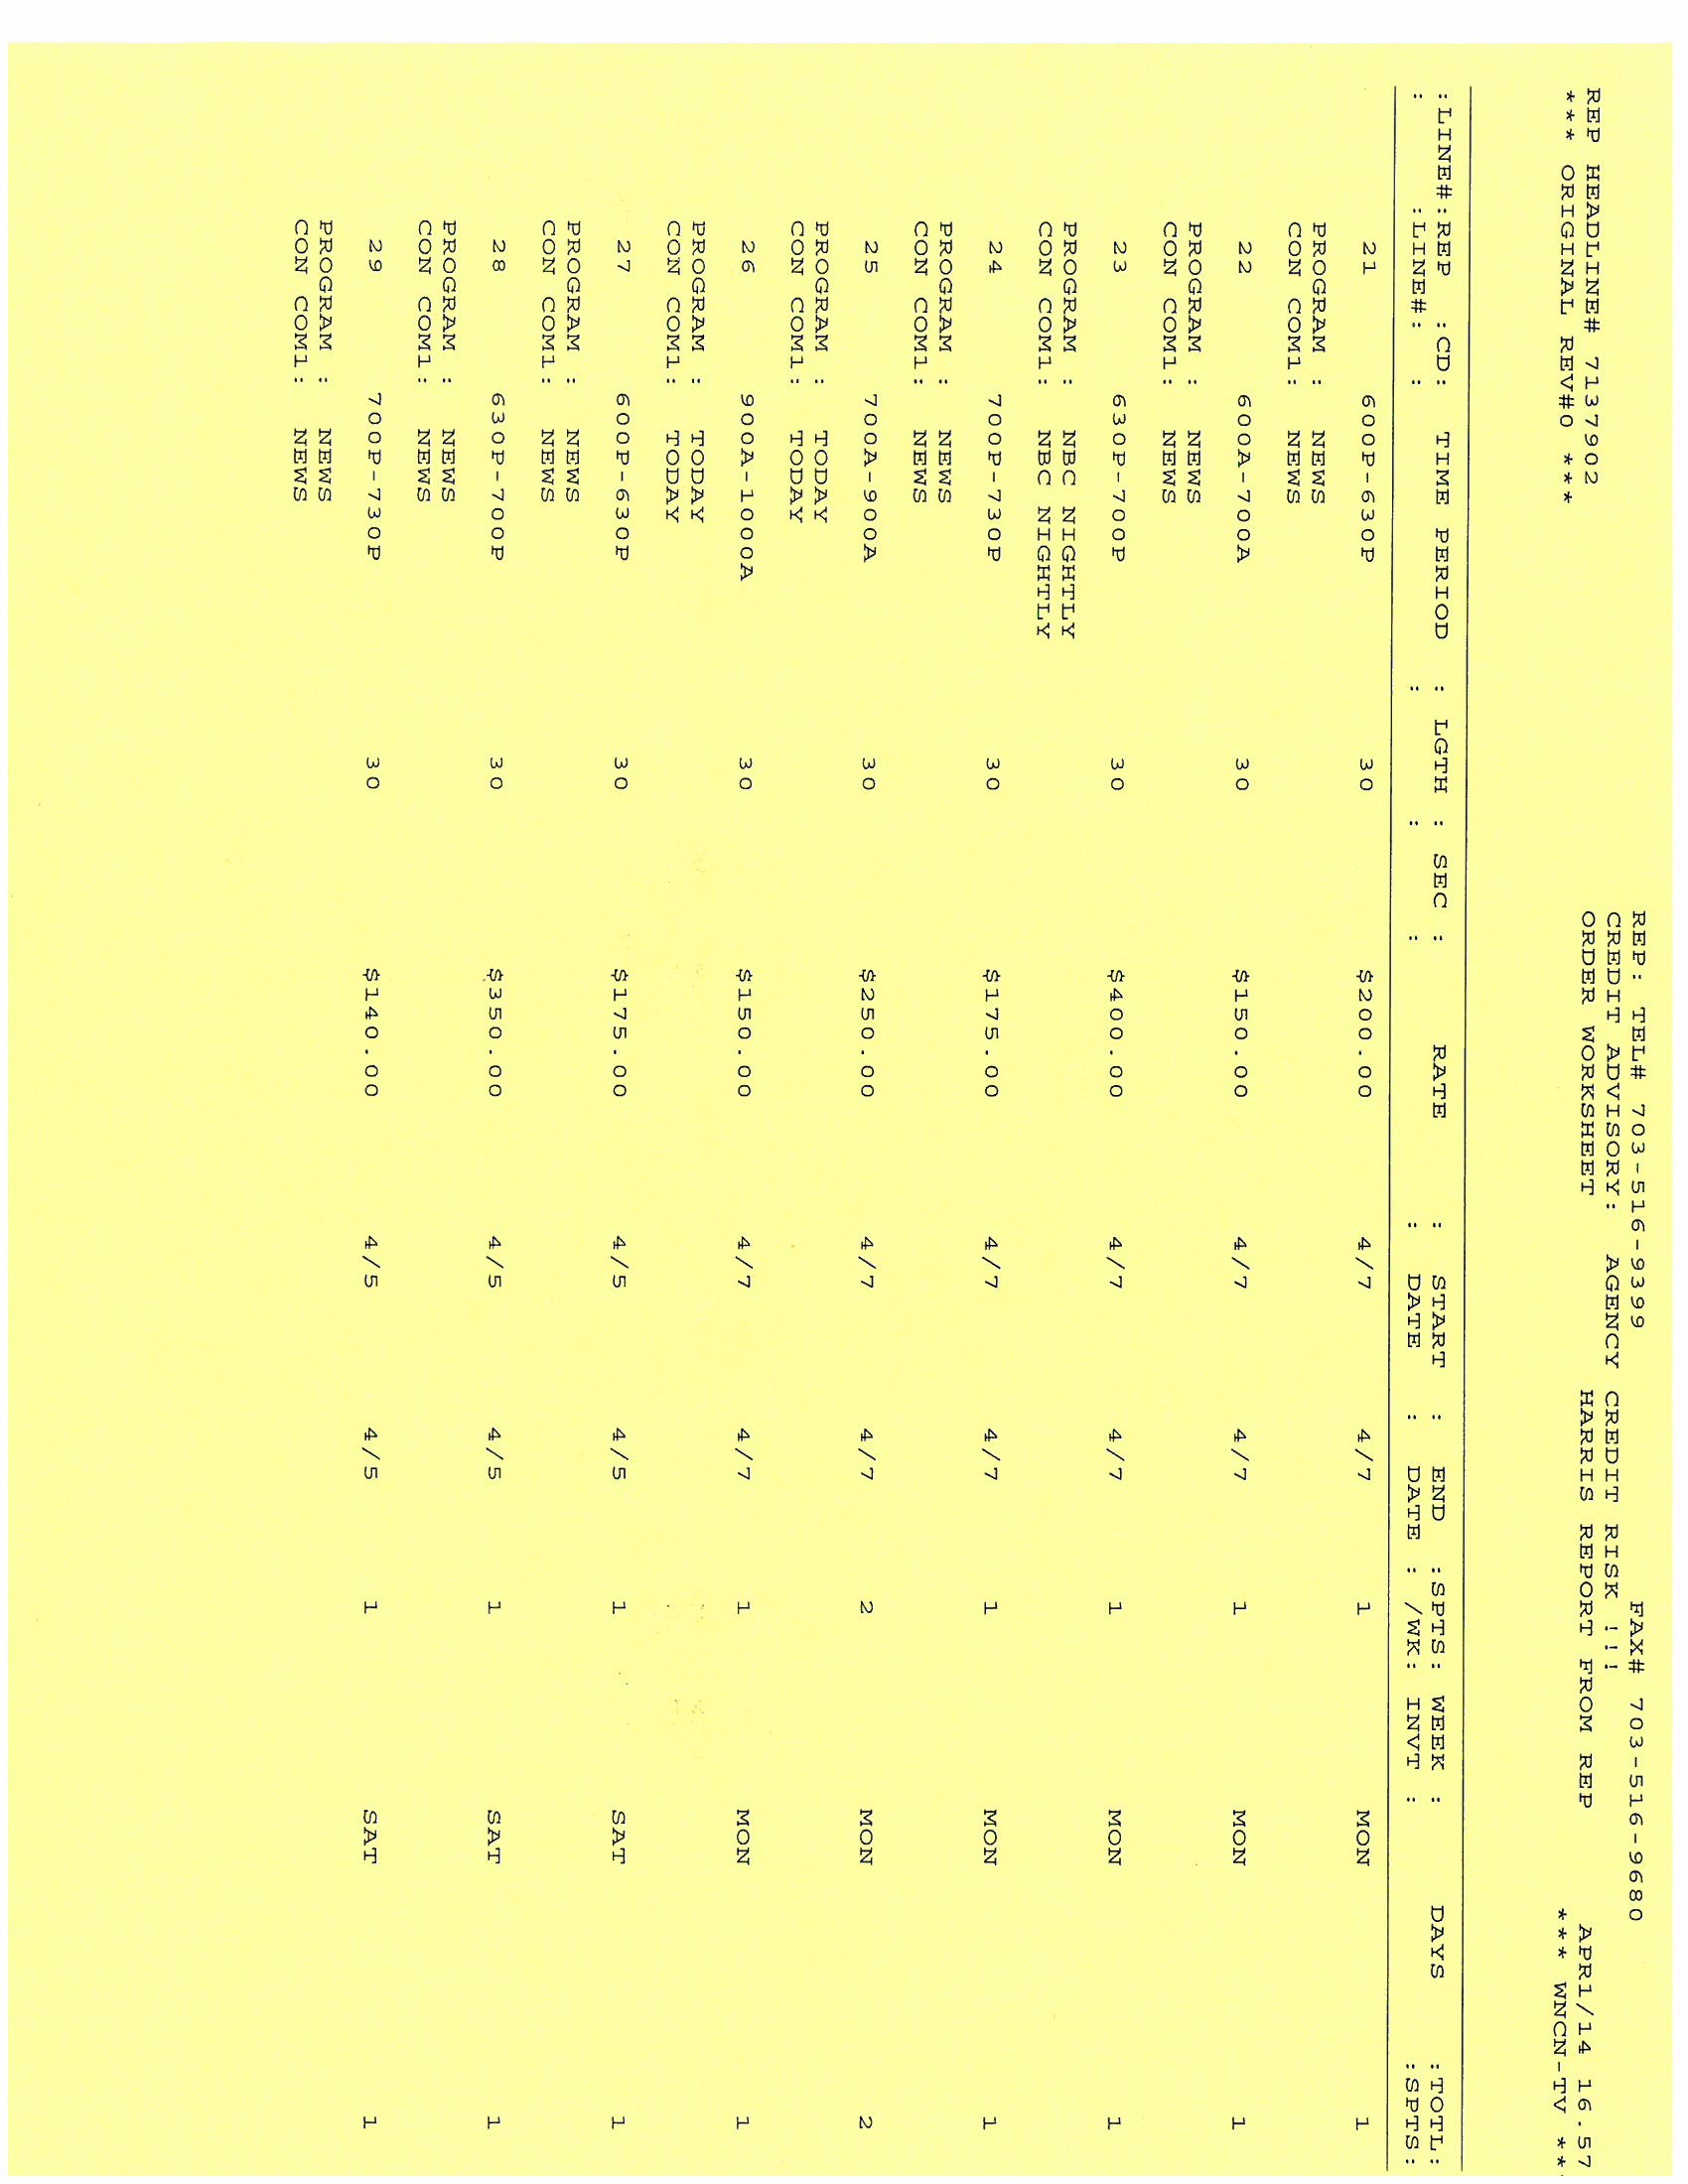 REP: TEL# 703-516-9399 FAX# 703-516-9680
CREDIT ADVISORY: AGENCY CREDIT RISK !!!
REP HEADLINE# 7137902 ORDER WORKSHEET HARRIS REPORT FROM REP APR1/14 16.57
*** ORIGINAL REV#0 *** *** WNCN-TV **
:LINE#:REP :CD: TIME PERIOD : LGTH : SEC : RATE : START : END :SPTS: WEEK : DAYS :TOTL:
: :LINE#: : : : : : DATE : DATE : /WK: INVT : :SPTS:
21 600P-630P 30 $200.00 4/7 4/7 1 MON 1
PROGRAM : NEWS
CON COM1: NEWS
22 600A-700A 30 $150.00 4/7 4/7 1 MON 1
PROGRAM : NEWS
CON COM1: NEWS
23 630P-700P 30 $400.00 4/7 4/7 1 MON 1
PROGRAM : NBC NIGHTLY
CON COM1: NBC NIGHTLY
24 700P-730P 30 $175.00 4/7 4/7 1 MON 1
PROGRAM : NEWS
CON COM1: NEWS
25 700A-900A 30 $250.00 4/7 4/7 2 MON 2
PROGRAM : TODAY
CON COM1: TODAY
26 900A-1000A 30 $150.00 4/7 4/7 1 MON 1
PROGRAM : TODAY
CON COM1: TODAY
27 600P-630P 30 $175.00 4/5 4/5 1 SAT 1
PROGRAM : NEWS
CON COM1: NEWS
28 630P-700P 30 $350.00 4/5 4/5 1 SAT 1
PROGRAM : NEWS
CON COM1: NEWS
29 700P-730P 30 $140.00 4/5 4/5 1 SAT 1
PROGRAM : NEWS
CON COM1: NEWS